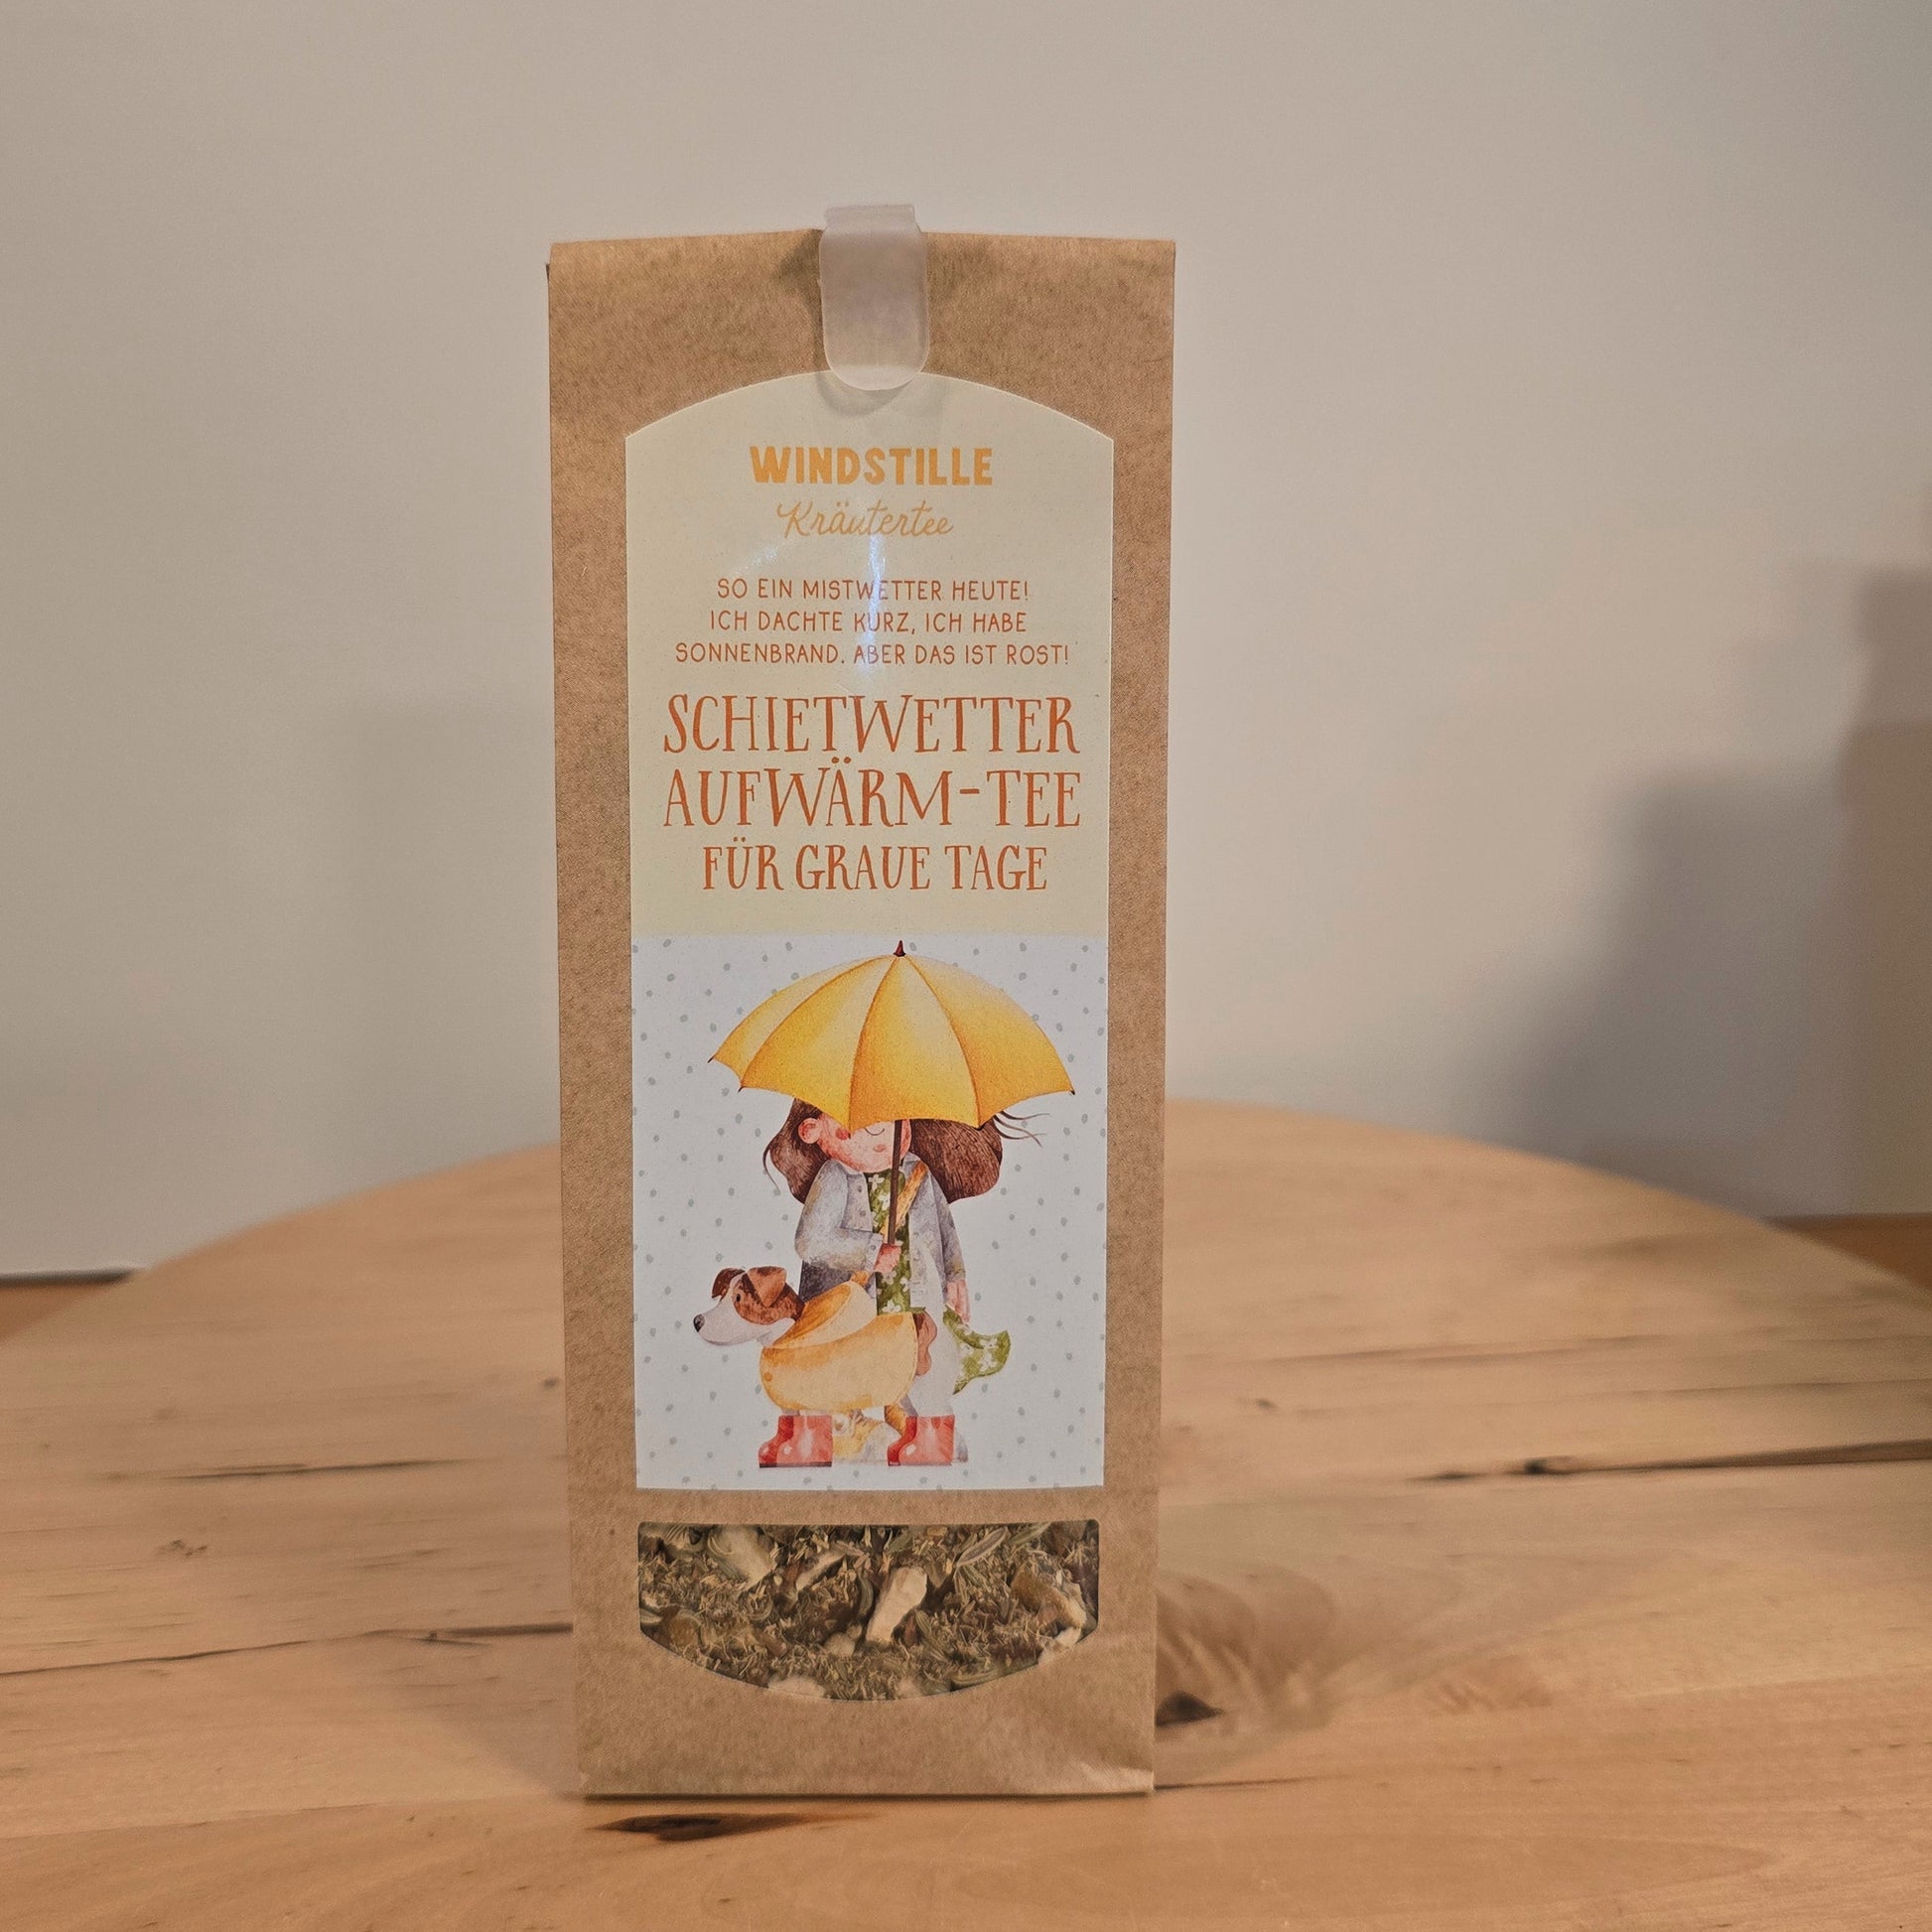 WINDSTILLE
Kräutertee
SO EIN MISTWETTER HEUTE!
ICH DACHTE KURZ, ICH HABE
SONNENBRAND. ABER DAS IST ROST!
SCHIETWETTER
AUFWÄRM-TEE
FÜR GRAUE TAGE